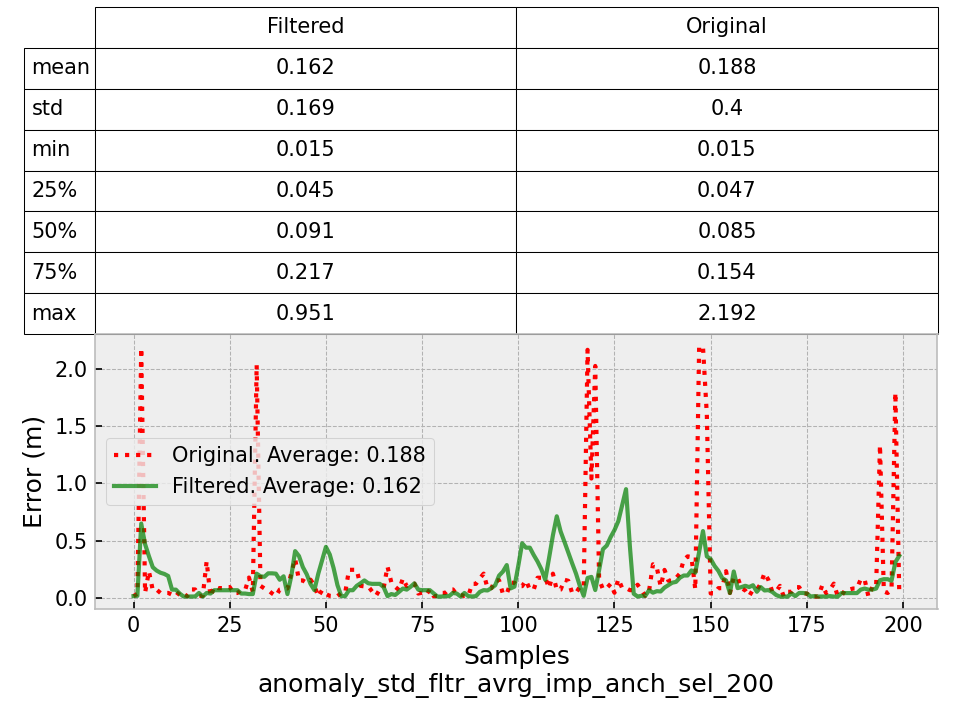 Filtered Original
mean 0.162 0.188
std 0.169 0.4
min 0.015 0.015
25% 0.045 0.047
50% 0.091 0.085
75% 0.217 0.154
max 0.951 2.192
2.0
1.5
1.0
0.5
0.0
Error (m)
Original. Average: 0.188
Filtered. Average: 0.162
0 25 50 75 100 125 150 175 200
Samples
anomaly_std_fltr_avrg_imp_anch_sel_200